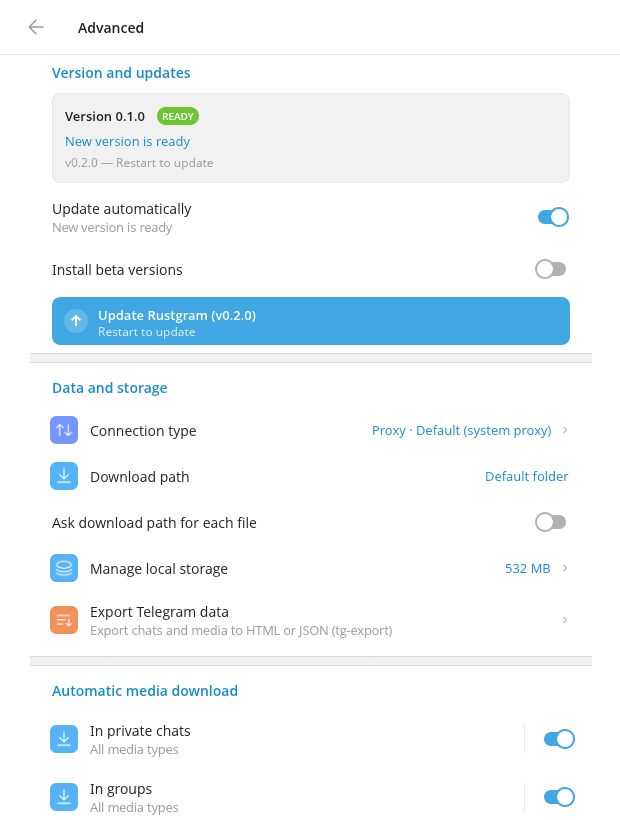 Advanced
Version and updates
Version 0.1.0 READY
New version is ready
v0.2.0 — Restart to update
Update automatically
New version is ready
Install beta versions
Update Rustgram (v0.2.0)
Restart to update
Data and storage
Connection type Proxy · Default (system proxy)
Download path Default folder
Ask download path for each file
Manage local storage 532 MB
Export Telegram data
Export chats and media to HTML or JSON (tg-export)
Automatic media download
In private chats
All media types
In groups
All media types